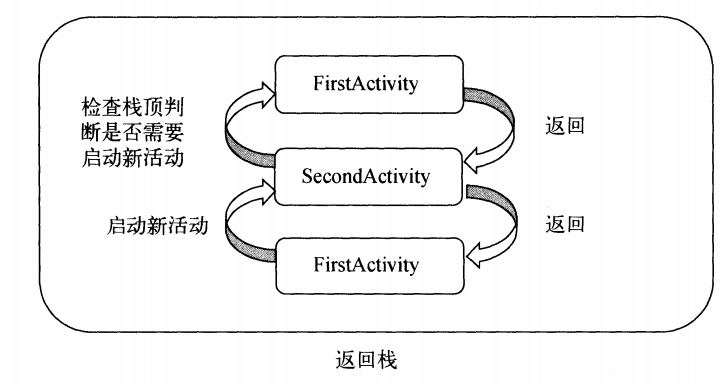 FirstActivity
检查栈顶判
断是否需要
启动新活动
返回
SecondActivity
启动新活动
返回
FirstActivity
返回栈